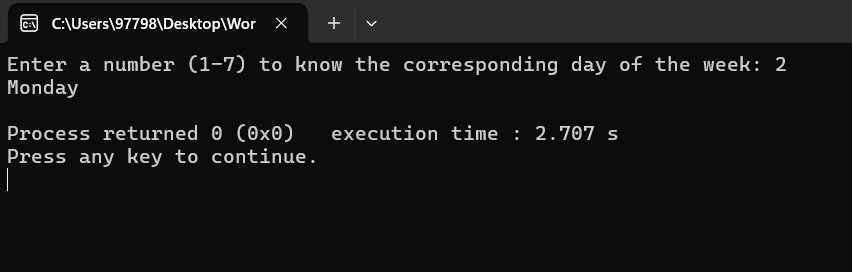 C:\Users\97798\Desktop\Wor
Enter a number (1-7) to know the corresponding day of the week: 2
Monday
Process returned 0 (0x0)   execution time : 2.707 s
Press any key to continue.